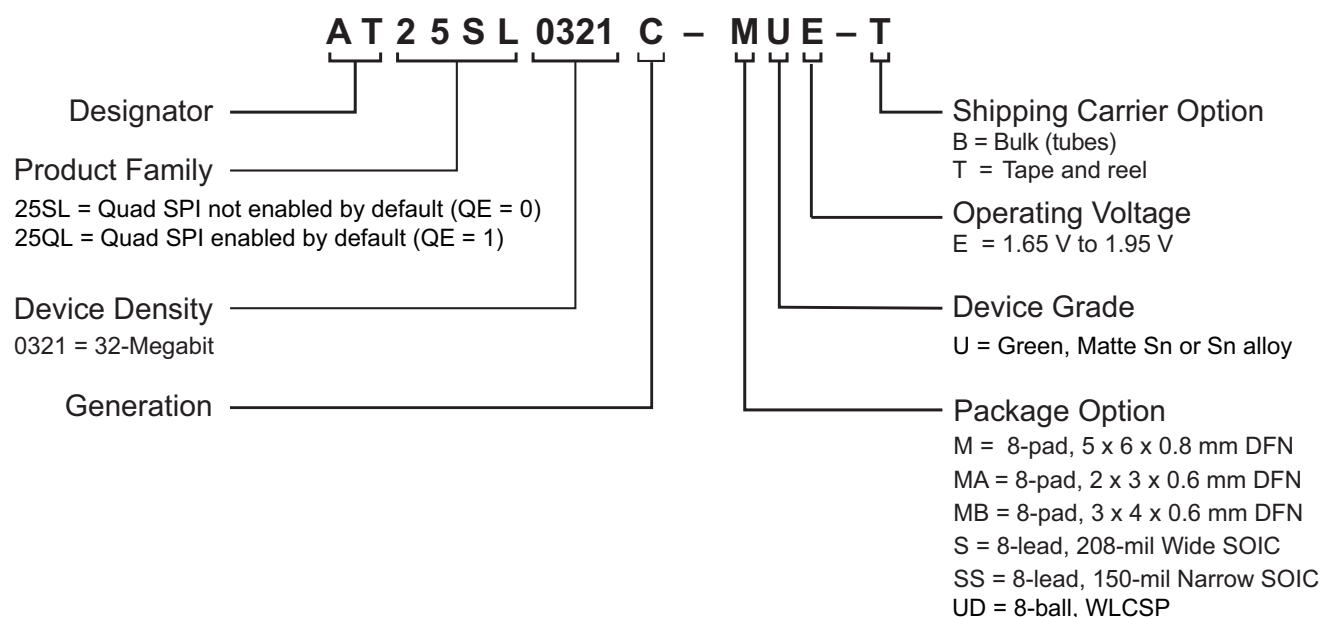 AT25SL0321C – MUE – T
Designator
Product Family
25SL = Quad SPI not enabled by default (QE = 0)
25QL = Quad SPI enabled by default (QE = 1)
Device Density
0321 = 32-Megabit
Generation
Shipping Carrier Option
B = Bulk (tubes)
T = Tape and reel
Operating Voltage
E = 1.65 V to 1.95 V
Device Grade
U = Green, Matte Sn or Sn alloy
Package Option
M = 8-pad, 5 x 6 x 0.8 mm DFN
MA = 8-pad, 2 x 3 x 0.6 mm DFN
MB = 8-pad, 3 x 4 x 0.6 mm DFN
S = 8-lead, 208-mil Wide SOIC
SS = 8-lead, 150-mil Narrow SOIC
UD = 8-ball, WLCSP